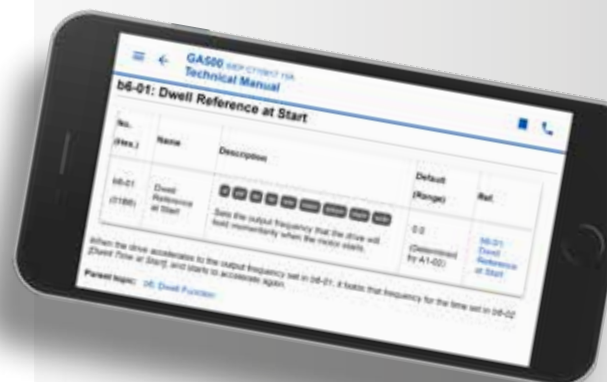 GA500
Technical Manual
b6-01: Dwell Reference at Start
No.
(Hex.)
Name
Description
Default
(Range)
Ref.
b6-01
(01B6)
Dwell
Reference
at Start
Sets the output frequency that the drive will
hold momentarily when the motor starts.
0.0
(Determined
by A1-02)
b6-01
Dwell
Reference
at Start
When the drive accelerates to the output frequency set in b6-01, it holds that frequency for the time set in b6-02
[Dwell Time at Start], and starts to accelerate again.
Parent topic: b6: Dwell Function